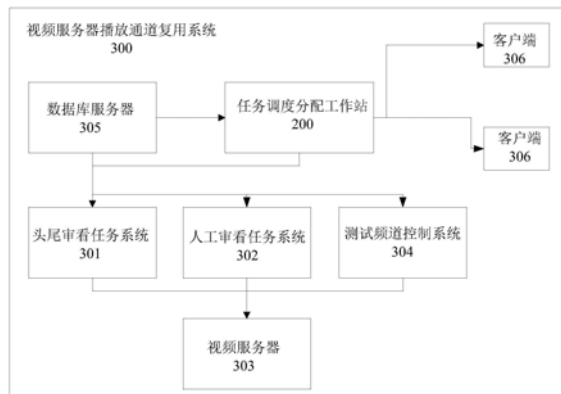 视频服务器播放通道复用系统
300
客户端
306
数据库服务器
305
任务调度分配工作站
200
客户端
306
头尾审看任务系统
301
人工审看任务系统
302
测试频道控制系统
304
视频服务器
303